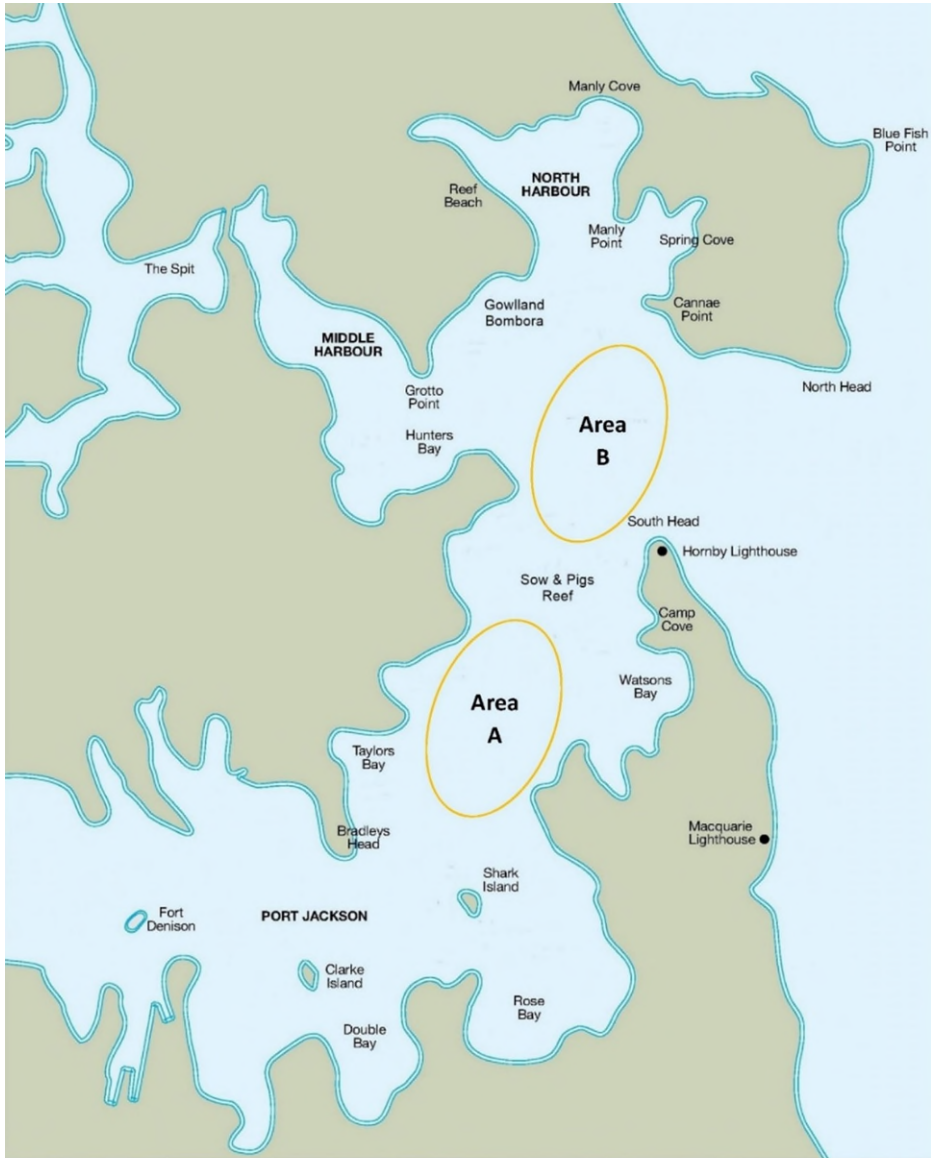 Manly Cove
Blue Fish
Point
NORTH
HARBOUR
Reef
Beach
Manly
Point
Spring Cove
The Spit
Gowlland
Bombora
Cannae
Point
MIDDLE
HARBOUR
North Head
Grotto
Point
Area
B
Hunters
Bay
South Head
Hornby Lighthouse
Sow & Pigs
Reef
Camp
Cove
Watsons
Bay
Area
A
Taylors
Bay
Bradleys
Head
Macquarie
Lighthouse
Shark
Island
Fort
Denison
PORT JACKSON
Clarke
Island
Rose
Bay
Double
Bay